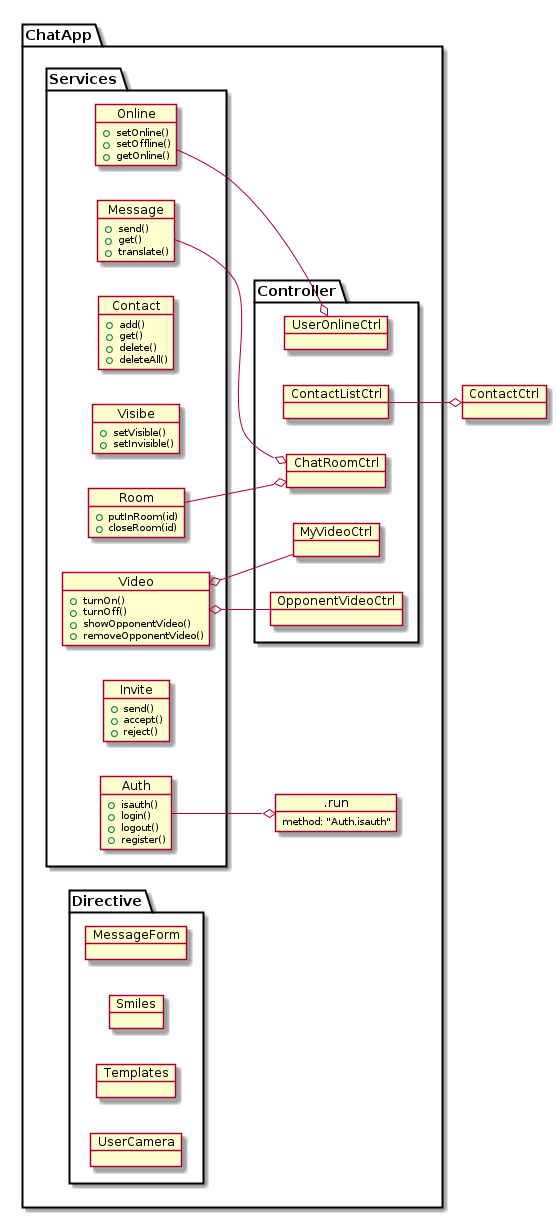 ChatApp
Services
Online
setOnline()
setOffline()
getOnline()
Message
send()
get()
translate()
Contact
add()
get()
delete()
deleteAll()
Visibe
setVisible()
setInvisible()
Room
putInRoom(id)
closeRoom(id)
Video
turnOn()
turnOff()
showOpponentVideo()
removeOpponentVideo()
Invite
send()
accept()
reject()
Auth
isauth()
login()
logout()
register()
Controller
UserOnlineCtrl
ContactListCtrl
ChatRoomCtrl
MyVideoCtrl
OpponentVideoCtrl
ContactCtrl
.run
method: "Auth.isauth"
Directive
MessageForm
Smiles
Templates
UserCamera